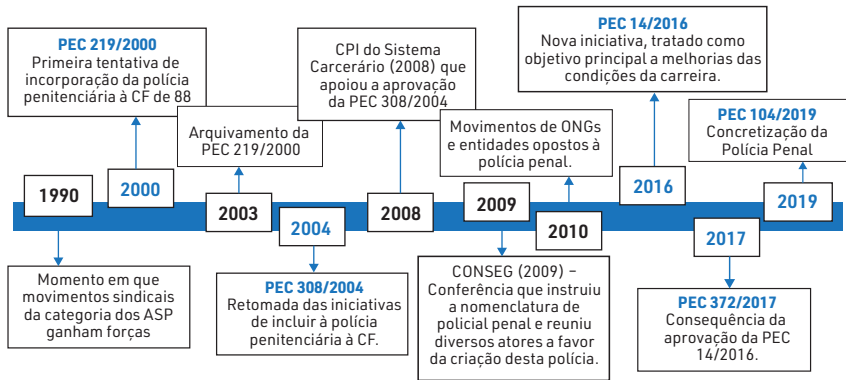 PEC 219/2000
Primeira tentativa de
incorporação da polícia
penitenciária à CF de 88
Arquivamento da
PEC 219/2000
CPI do Sistema
Carcerário (2008) que
apoiou a aprovação
da PEC 308/2004
Movimentos de ONGs
e entidades opostos à
polícia penal.
PEC 14/2016
Nova iniciativa, tratado como
objetivo principal a melhorias das
condições da carreira.
PEC 104/2019
Concretização da
Polícia Penal
1990
2000
2003
2004
2008
2009
2010
2016
2017
2019
Momento em que
movimentos sindicais
da categoria dos ASP
ganham forças
PEC 308/2004
Retomada das iniciativas
de incluir à polícia
penitenciária à CF.
CONSEG (2009) –
Conferência que instruiu
a nomenclatura de
policial penal e reuniu
diversos atores a favor
da criação desta polícia.
PEC 372/2017
Consequência da
aprovação da PEC
14/2016.